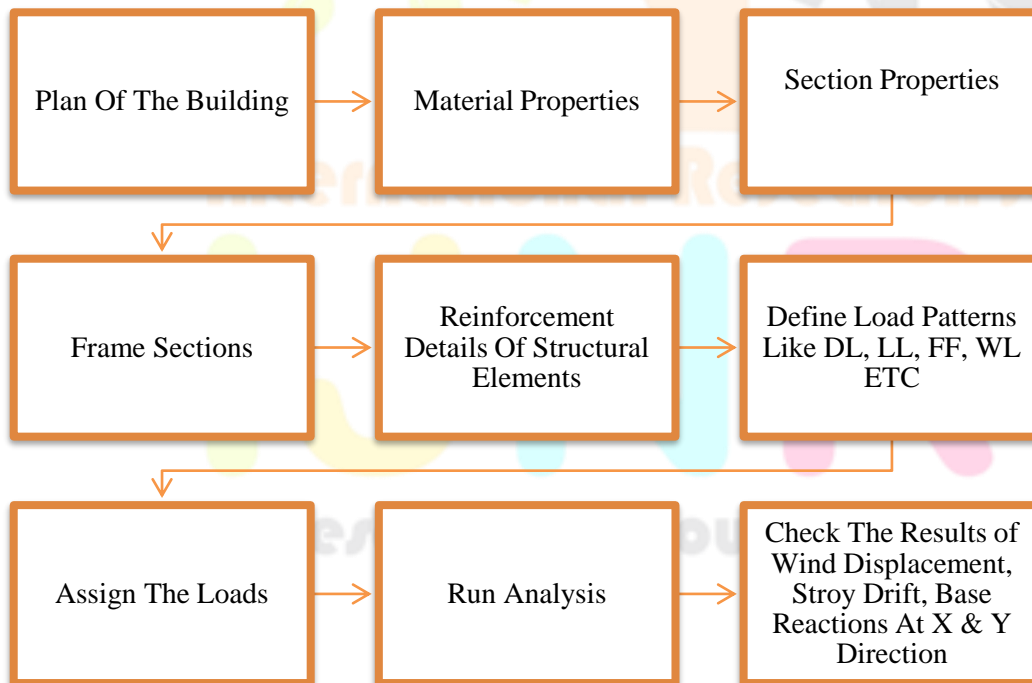 Plan Of The Building
Material Properties
Section Properties
Frame Sections
Reinforcement
Details Of Structural
Elements
Define Load Patterns
Like DL, LL, FF, WL
ETC
Assign The Loads
Run Analysis
Check The Results of
Wind Displacement,
Stroy Drift, Base
Reactions At X & Y
Direction